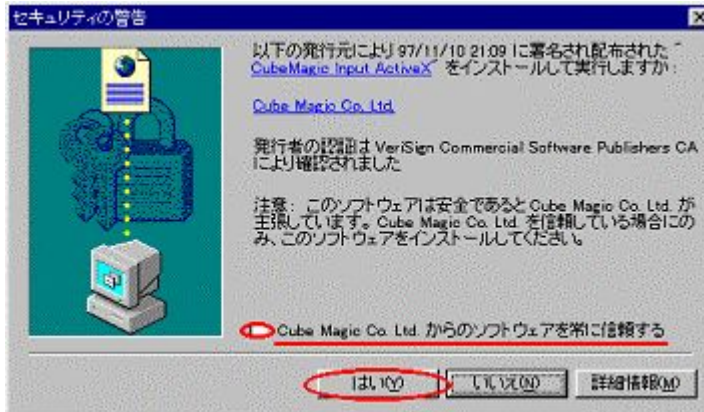 セキュリティの警告
以下の発行元により 97/11/10 21:09 に署名され配布された "
CubeMagic Input ActiveX" をインストールして実行しますか :
Cube Magic Co. Ltd.
発行者の認証は VeriSign Commercial Software Publishers CA
により確認されました
注意 : このソフトウェアは安全であると Cube Magic Co. Ltd. が
主張しています。Cube Magic Co. Ltd. を信頼している場合にの
み、このソフトウェアをインストールしてください。
Cube Magic Co. Ltd. からのソフトウェアを常に信頼する
はい(Y) いいえ(N) 詳細情報(M)